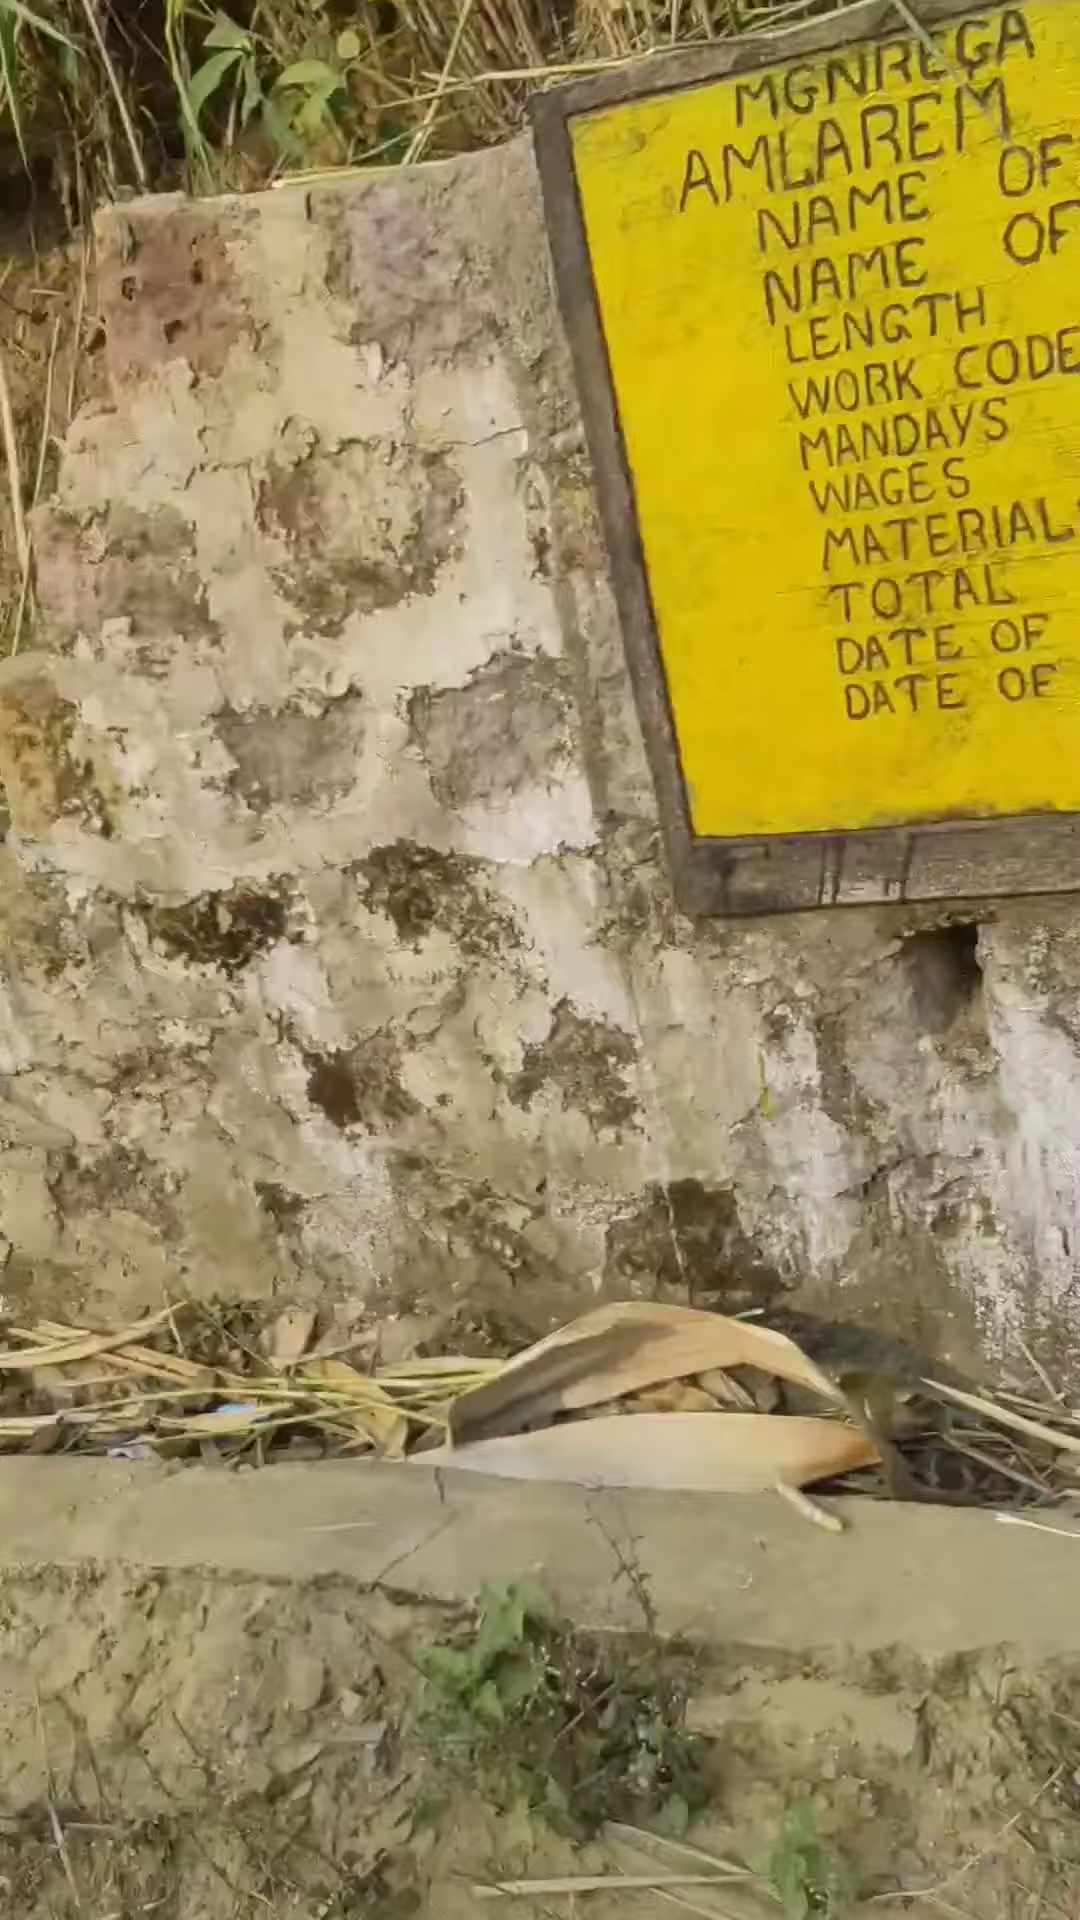 MGNREGA
AMLAREM
NAME OF
NAME OF
LENGTH
WORK CODE
MANDAYS
WAGES
MATERIAL
TOTAL
DATE OF
DATE OF